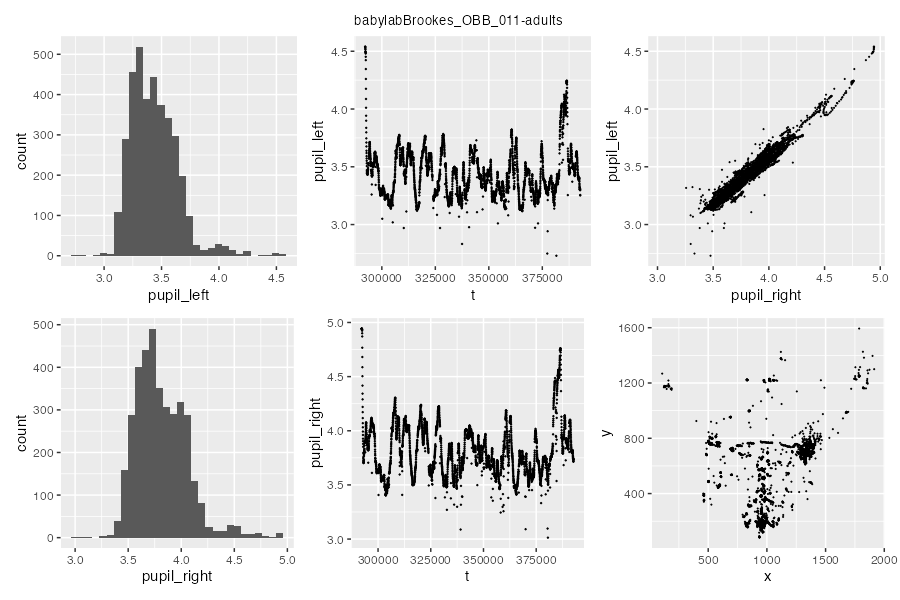 babylabBrookes_OBB_011-adults
count
500
400
300
200
100
0
3.0 3.5 4.0 4.5
pupil_left
pupil_left
4.5
4.0
3.5
3.0
300000 325000 350000 375000
t
pupil_left
4.5
4.0
3.5
3.0
3.0 3.5 4.0 4.5 5.0
pupil_right
count
500
400
300
200
100
0
3.0 3.5 4.0 4.5 5.0
pupil_right
pupil_right
5.0
4.5
4.0
3.5
3.0
300000 325000 350000 375000
t
y
1600
1200
800
400
500 1000 1500 2000
x